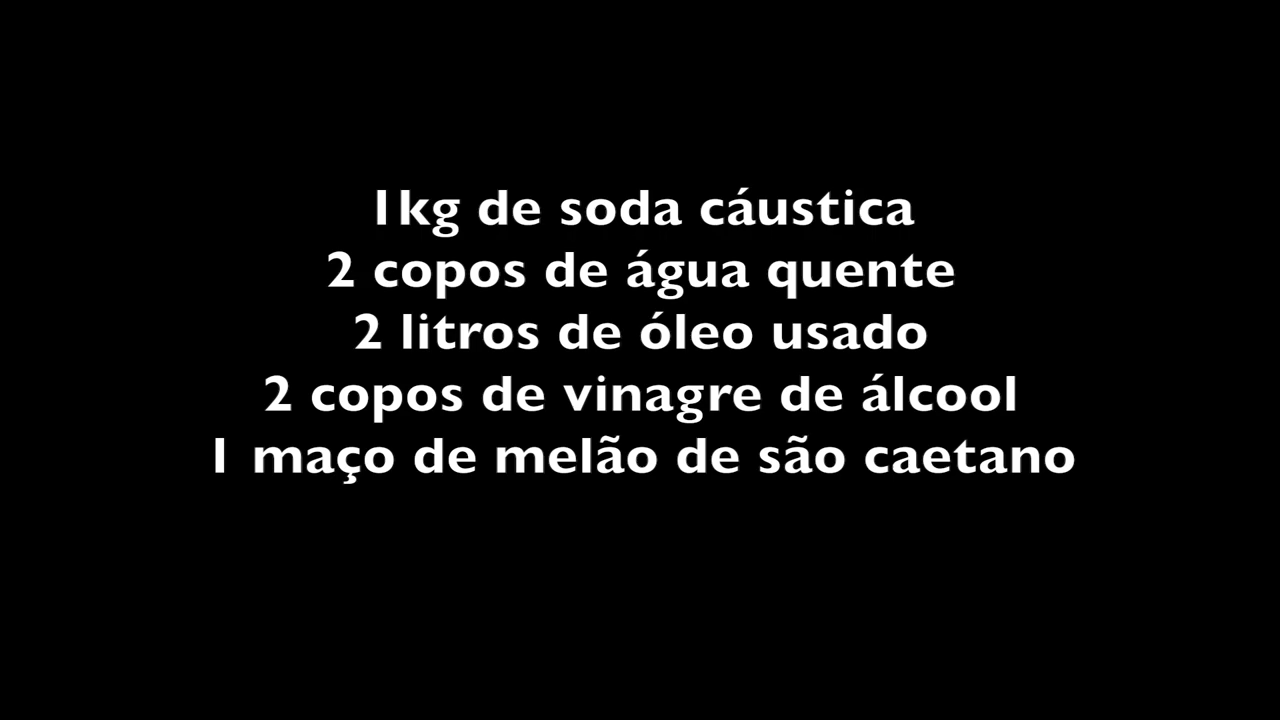 1kg de soda cáustica
2 copos de água quente
2 litros de óleo usado
2 copos de vinagre de álcool
1 maço de melão de são caetano